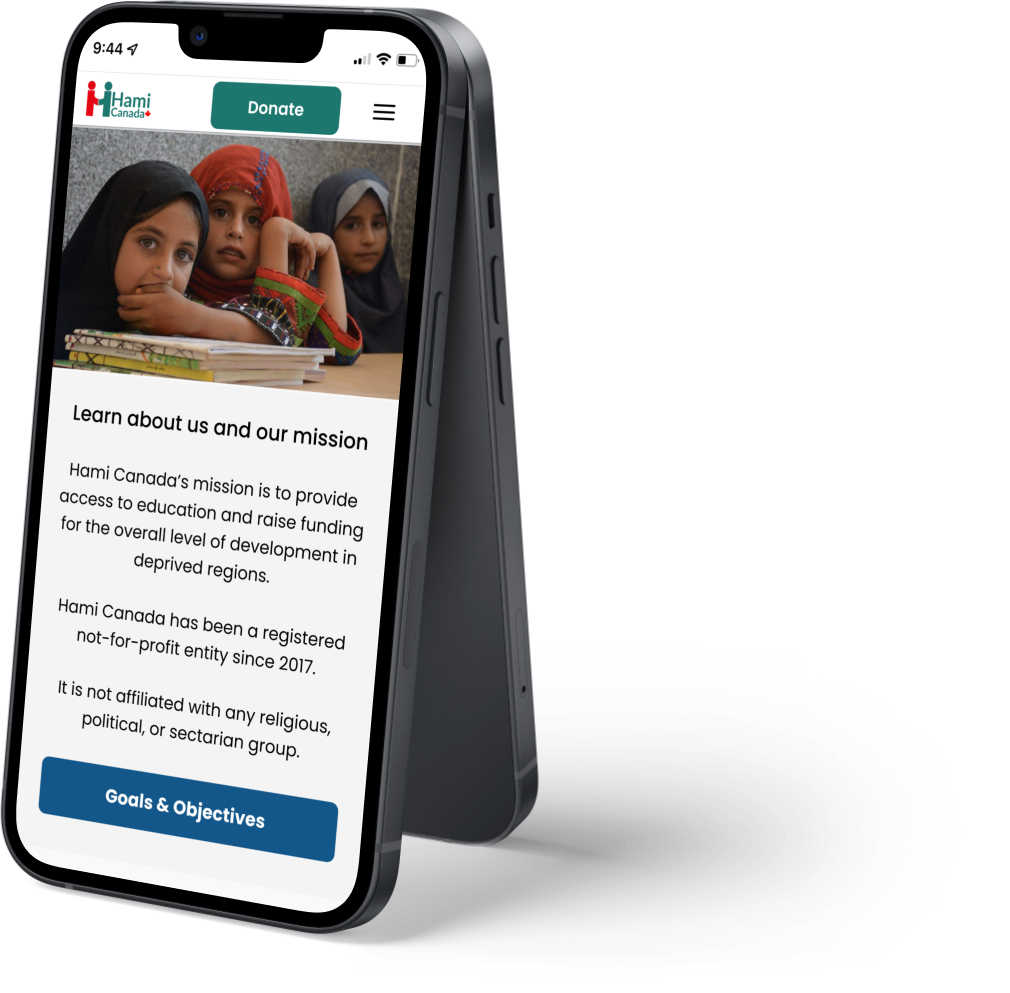 9:44
Hami
Canada
Donate
Learn about us and our mission
Hami Canada’s mission is to provide
access to education and raise funding
for the overall level of development in
deprived regions.
Hami Canada has been a registered
not-for-profit entity since 2017.
It is not affiliated with any religious,
political, or sectarian group.
Goals & Objectives